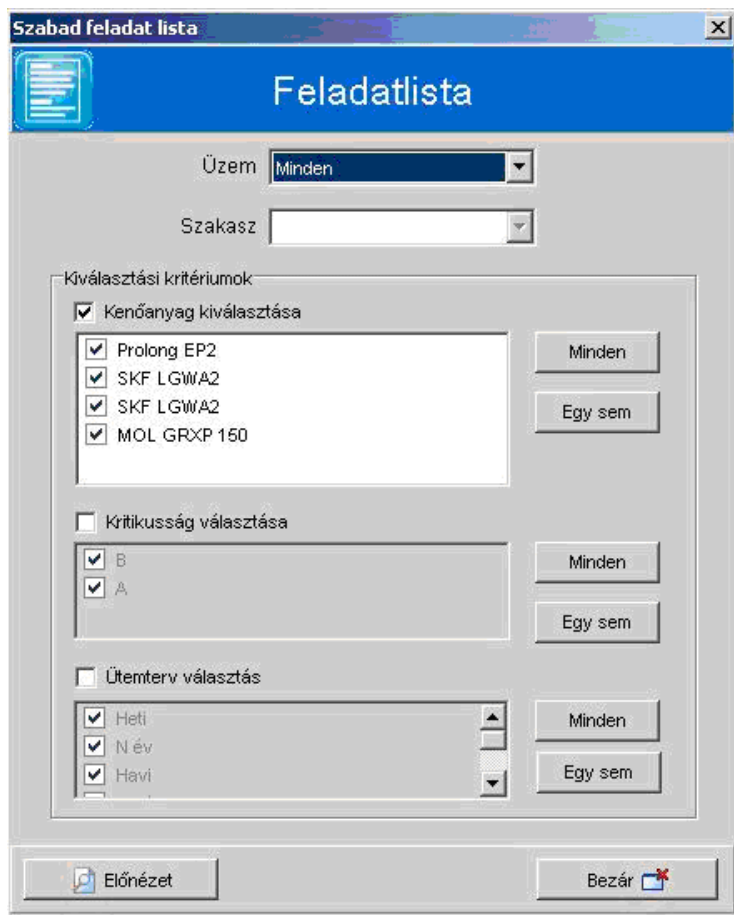 Szabad feladat lista
Feladatlista
Üzem Minden
Szakasz
Kiválasztási kritériumok
Kenőanyag kiválasztása
Prolong EP2
SKF LGWA2
SKF LGWA2
MOL GRXP 150
Minden
Egy sem
Kritikusság választása
B
A
Minden
Egy sem
Ütemterv választás
Heti
N év
Havi
Minden
Egy sem
Előnézet
Bezár